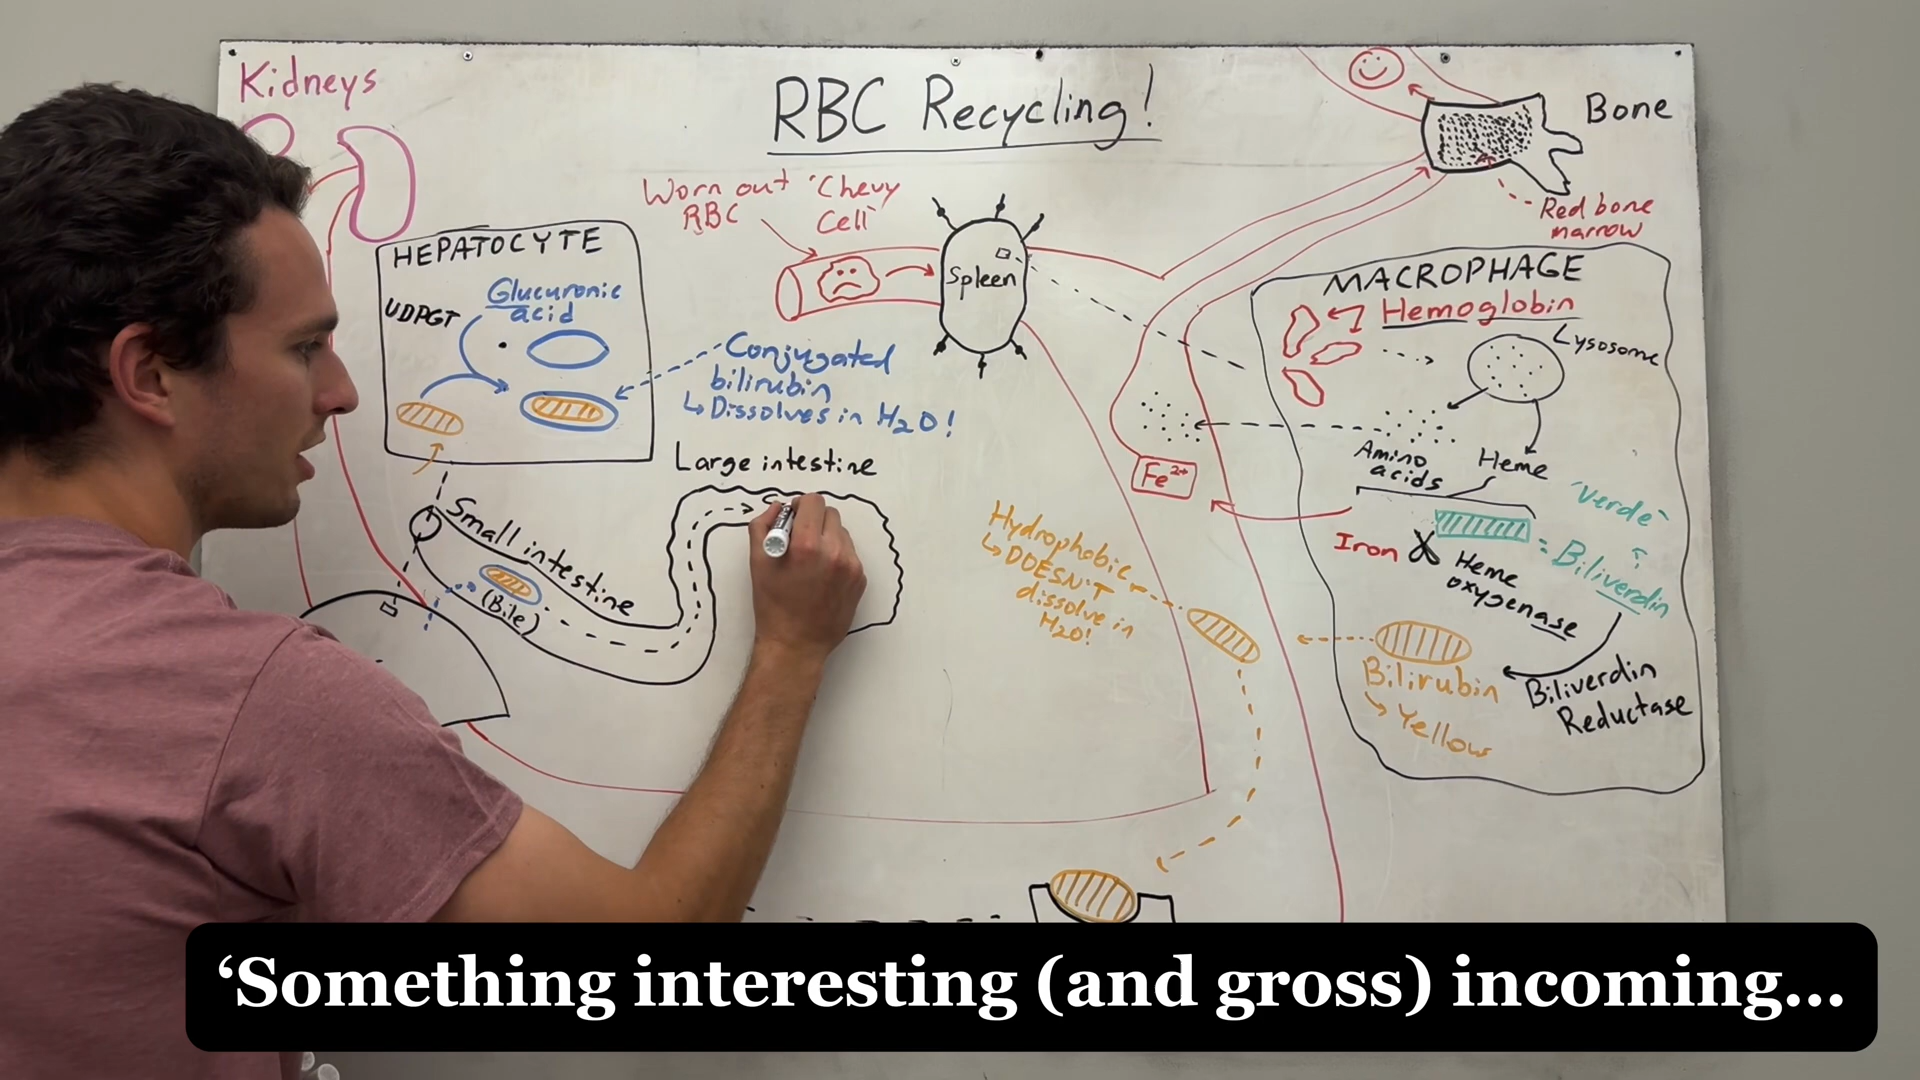 Kidneys
RBC Recycling!
Bone
Red bone
marrow
Worn out "Chevy
RBC Cell"
Spleen
HEPATOCYTE
UDPGT
Glucuronic
acid
Conjugated
bilirubin
↳ Dissolves in H₂O!
Large intestine
Small intestine
(Bile)
MACROPHAGE
Hemoglobin
Lysosome
Amino
acids
Heme
Fe²⁺
Iron
Heme
oxygenase
"Verde"
= Biliverdin
Biliverdin
Reductase
Bilirubin
↳ Yellow
Hydrophobic
↳ DOESN'T
dissolve in
H₂O!
‘Something interesting (and gross) incoming...